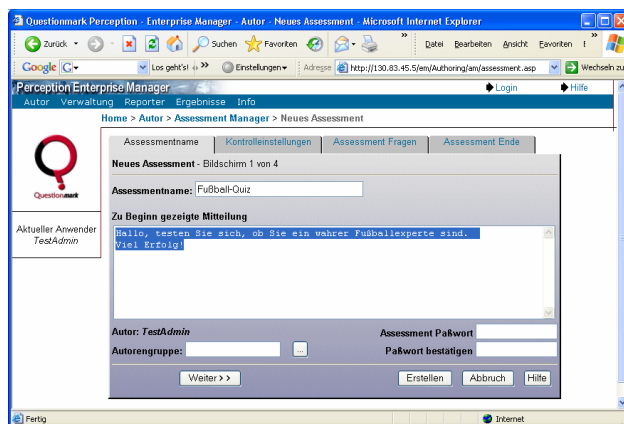 Questionmark Perception - Enterprise Manager - Autor - Neues Assessment - Microsoft Internet Explorer
Zurück Suchen Favoriten » Datei Bearbeiten Ansicht Favoriten »
Google G Los geht's! » Einstellungen Adresse http://130.83.45.5/em/Authoring/am/assessment.asp Wechseln zu
Perception Enterprise Manager Login Hilfe
Autor Verwaltung Reporter Ergebnisse Info
Home > Autor > Assessment Manager > Neues Assessment
Assessmentname Kontrolleinstellungen Assessment Fragen Assessment Ende
Neues Assessment - Bildschirm 1 von 4
Questionmark
Assessmentname: Fußball-Quiz
Zu Beginn gezeigte Mitteilung
Aktueller Anwender
TestAdmin
Hallo, testen Sie sich, ob Sie ein wahrer Fußballexperte sind.
Viel Erfolg!
Autor: TestAdmin Assessment Paßwort
Autorengruppe: ... Paßwort bestätigen
Weiter >> Erstellen Abbruch Hilfe
Fertig Internet